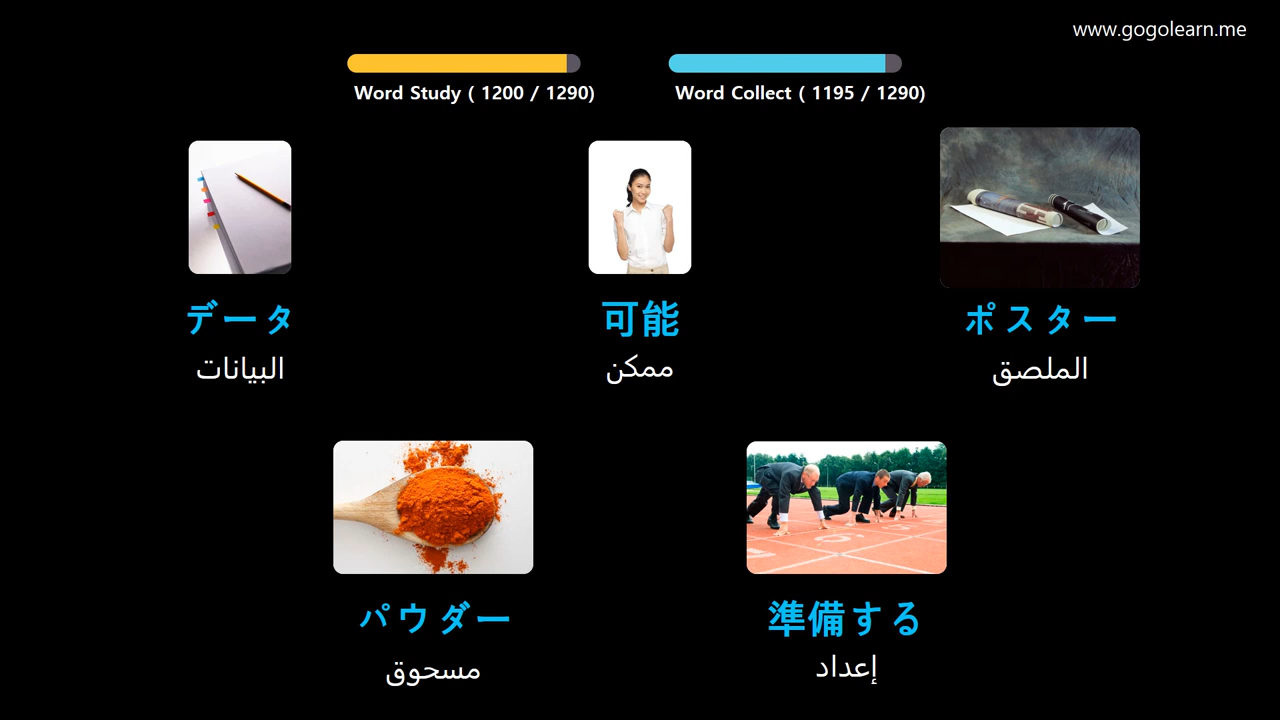 www.gogolearn.me
Word Study ( 1200 / 1290)
Word Collect ( 1195 / 1290)
データ
البيانات
可能
ممكن
ポスター
الملصق
パウダー
مسحوق
準備する
إعداد